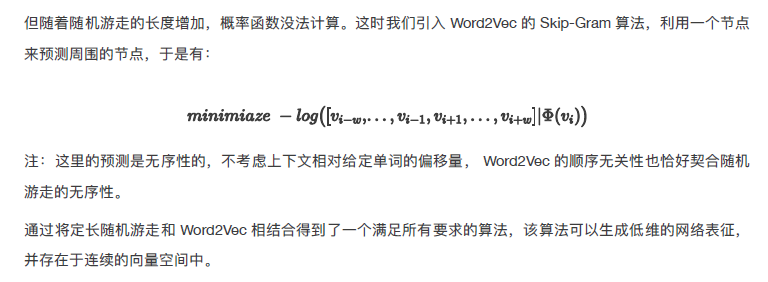 但随着随机游走的长度增加，概率函数没法计算。这时我们引入 Word2Vec 的 Skip-Gram 算法，利用一个节点
来预测周围的节点，于是有：
minimiaze −log([v_{i−w},...,v_{i−1},v_{i+1},...,v_{i+w}]|Φ(v_i))
注：这里的预测是无序性的，不考虑上下文相对给定单词的偏移量， Word2Vec 的顺序无关性也恰好契合随机
游走的无序性。
通过将定长随机游走和 Word2Vec 相结合得到了一个满足所有要求的算法，该算法可以生成低维的网络表征，
并存在于连续的向量空间中。